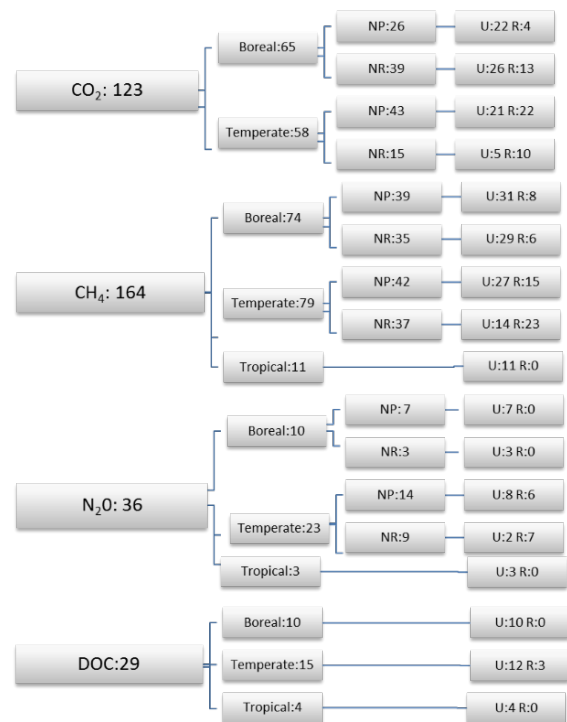 CO₂: 123
Boreal:65
NP:26
U:22 R:4
NR:39
U:26 R:13
Temperate:58
NP:43
U:21 R:22
NR:15
U:5 R:10
CH₄: 164
Boreal:74
NP:39
U:31 R:8
NR:35
U:29 R:6
Temperate:79
NP:42
U:27 R:15
NR:37
U:14 R:23
Tropical:11
U:11 R:0
N₂0: 36
Boreal:10
NP: 7
U:7 R:0
NR:3
U:3 R:0
Temperate:23
NP:14
U:8 R:6
NR:9
U:2 R:7
Tropical:3
U:3 R:0
DOC:29
Boreal:10
U:10 R:0
Temperate:15
U:12 R:3
Tropical:4
U:4 R:0